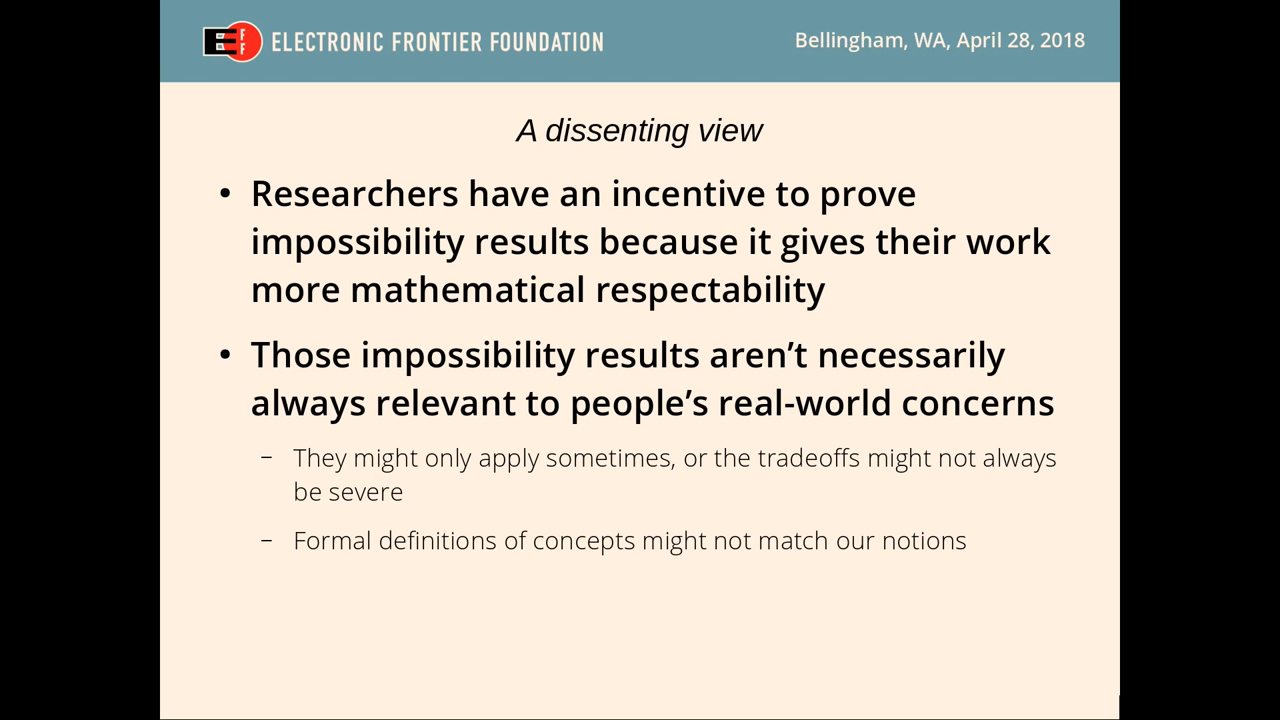 EFF ELECTRONIC FRONTIER FOUNDATION
Bellingham, WA, April 28, 2018
A dissenting view
• Researchers have an incentive to prove
impossibility results because it gives their work
more mathematical respectability
• Those impossibility results aren’t necessarily
always relevant to people’s real-world concerns
– They might only apply sometimes, or the tradeoffs might not always
be severe
– Formal definitions of concepts might not match our notions